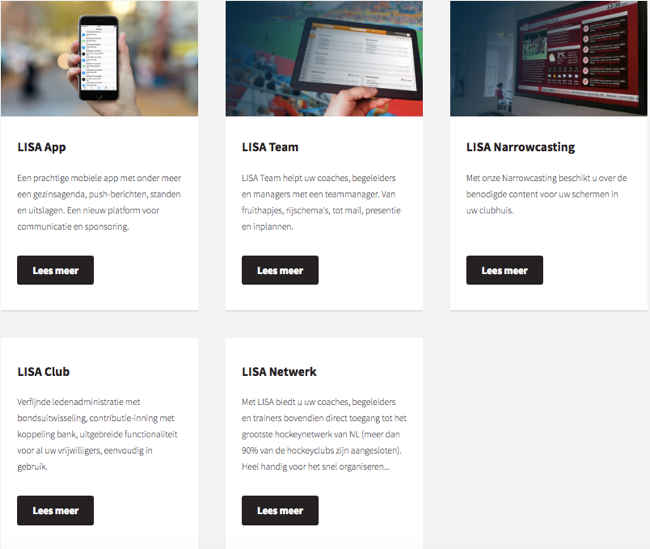 LISA App
Een prachtige mobiele app met onder meer
een gezinsagenda, push-berichten, standen
en uitslagen. Een nieuw platform voor
communicatie en sponsoring.
Lees meer
LISA Team
LISA Team helpt uw coaches, begeleiders
en managers met een teammanager. Van
fruithapjes, rijschema's, tot mail, presentie
en inplannen.
Lees meer
LISA Narrowcasting
Met onze Narrowcasting beschikt u over de
benodigde content voor uw schermen in
uw clubhuis.
Lees meer
LISA Club
Verfijnde ledenadministratie met
bondsuitwisseling, contributie-inning met
koppeling bank, uitgebreide functionaliteit
voor al uw vrijwilligers, eenvoudig in
gebruik.
Lees meer
LISA Netwerk
Met LISA biedt u uw coaches, begeleiders
en trainers bovendien direct toegang tot het
grootste hockeynetwerk van NL (meer dan
90% van de hockeyclubs zijn aangesloten).
Heel handig voor het snel organiseren...
Lees meer